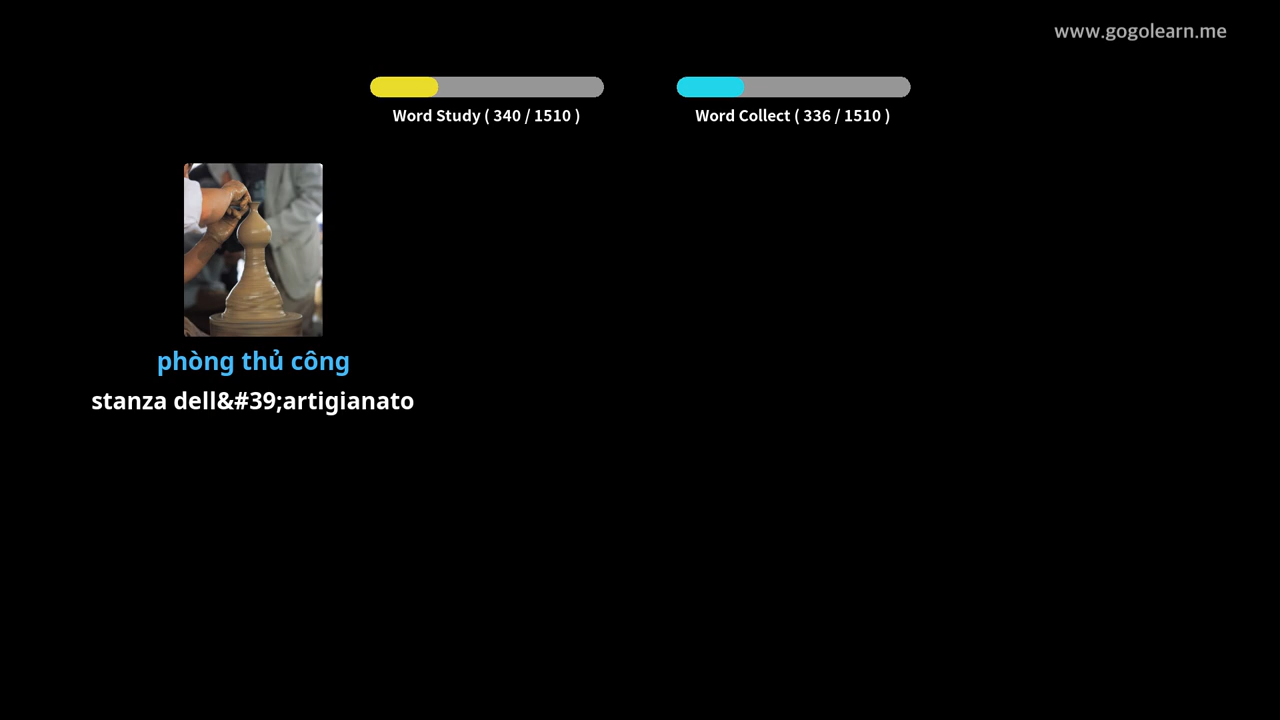 www.gogolearn.me
Word Study ( 340 / 1510 )
Word Collect ( 336 / 1510 )
phòng thủ công
stanza dell&#39;artigianato